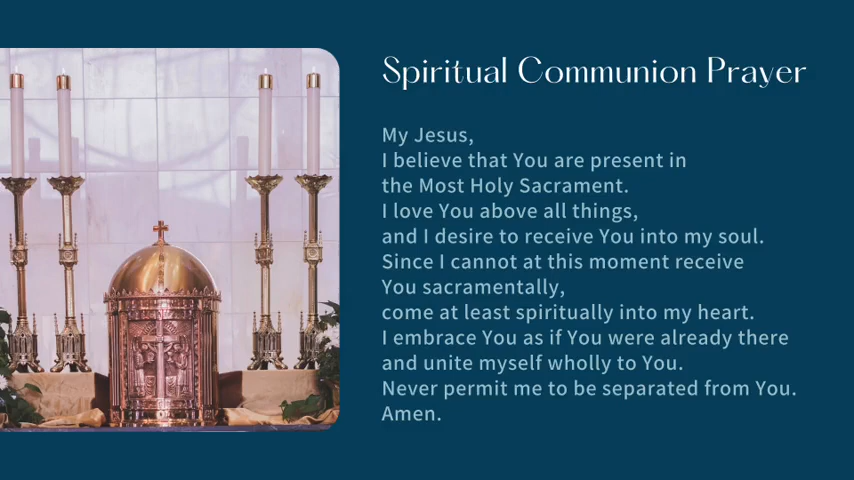 Spiritual Communion Prayer
My Jesus,
I believe that You are present in
the Most Holy Sacrament.
I love You above all things,
and I desire to receive You into my soul.
Since I cannot at this moment receive
You sacramentally,
come at least spiritually into my heart.
I embrace You as if You were already there
and unite myself wholly to You.
Never permit me to be separated from You.
Amen.